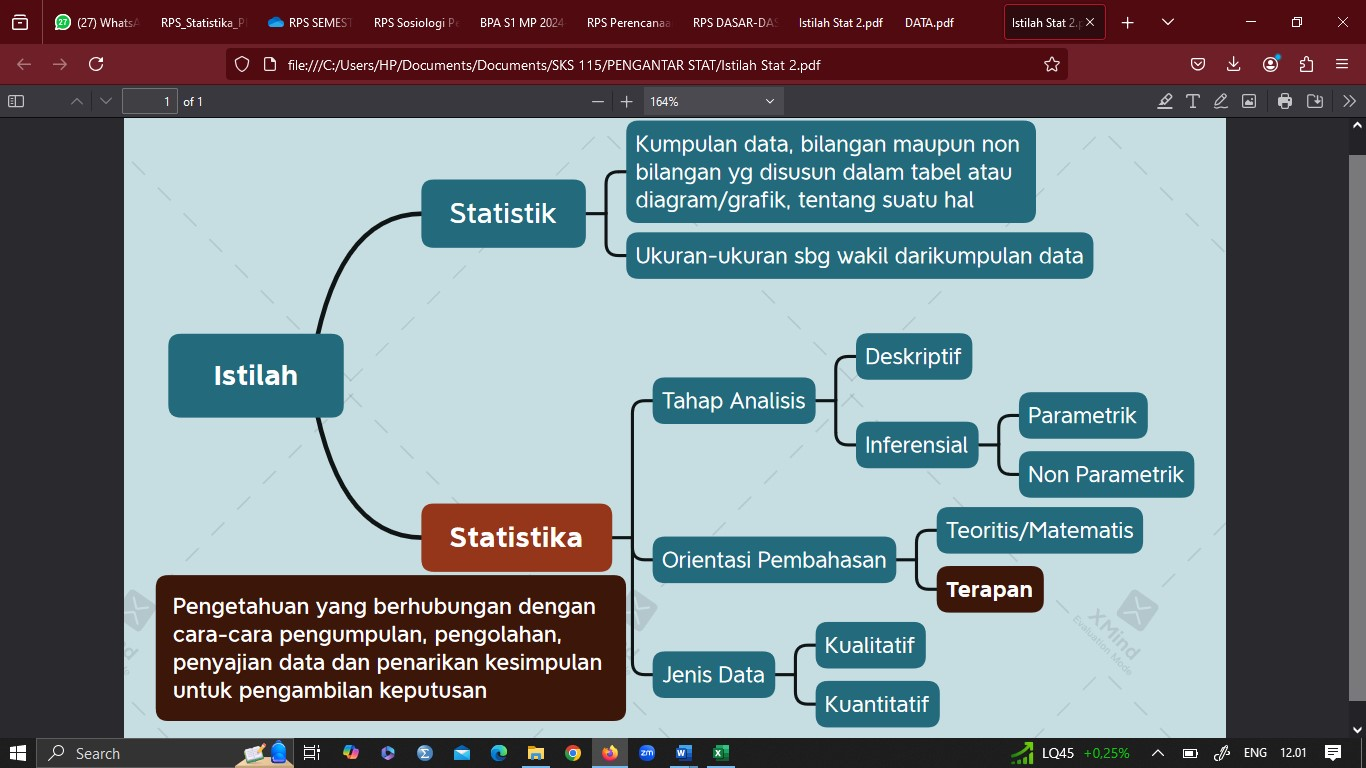 (27) WhatsA
RPS_Statistika_P
RPS SEMEST
RPS Sosiologi Pe
BPA S1 MP 2024
RPS Perencanaa
RPS DASAR-DAS
Istilah Stat 2.pdf
DATA.pdf
Istilah Stat 2.p
file:///C:/Users/HP/Documents/Documents/SKS 115/PENGANTAR STAT/Istilah Stat 2.pdf
1 of 1
164%
Kumpulan data, bilangan maupun non
bilangan yg disusun dalam tabel atau
diagram/grafik, tentang suatu hal
Statistik
Ukuran-ukuran sbg wakil darikumpulan data
Istilah
Deskriptif
Tahap Analisis
Parametrik
Inferensial
Non Parametrik
Statistika
Teoritis/Matematis
Orientasi Pembahasan
Terapan
Pengetahuan yang berhubungan dengan
cara-cara pengumpulan, pengolahan,
penyajian data dan penarikan kesimpulan
untuk pengambilan keputusan
Kualitatif
Jenis Data
Kuantitatif
XMind
Evaluation Mode
Search
LQ45 +0,25%
ENG
12.01